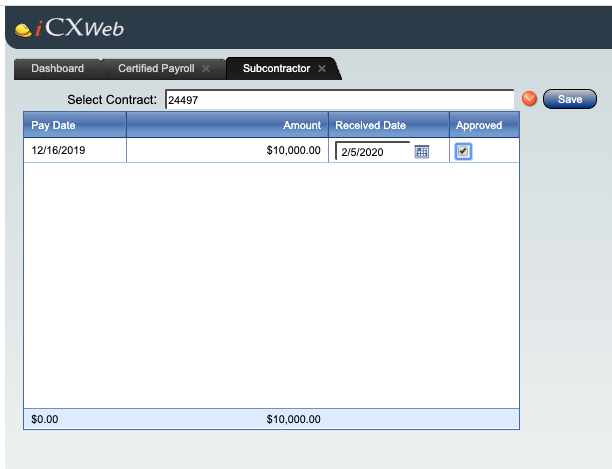 iCXWeb
Dashboard Certified Payroll Subcontractor
Select Contract: 24497 Save
Pay Date Amount Received Date Approved
12/16/2019 $10,000.00 2/5/2020
$0.00 $10,000.00